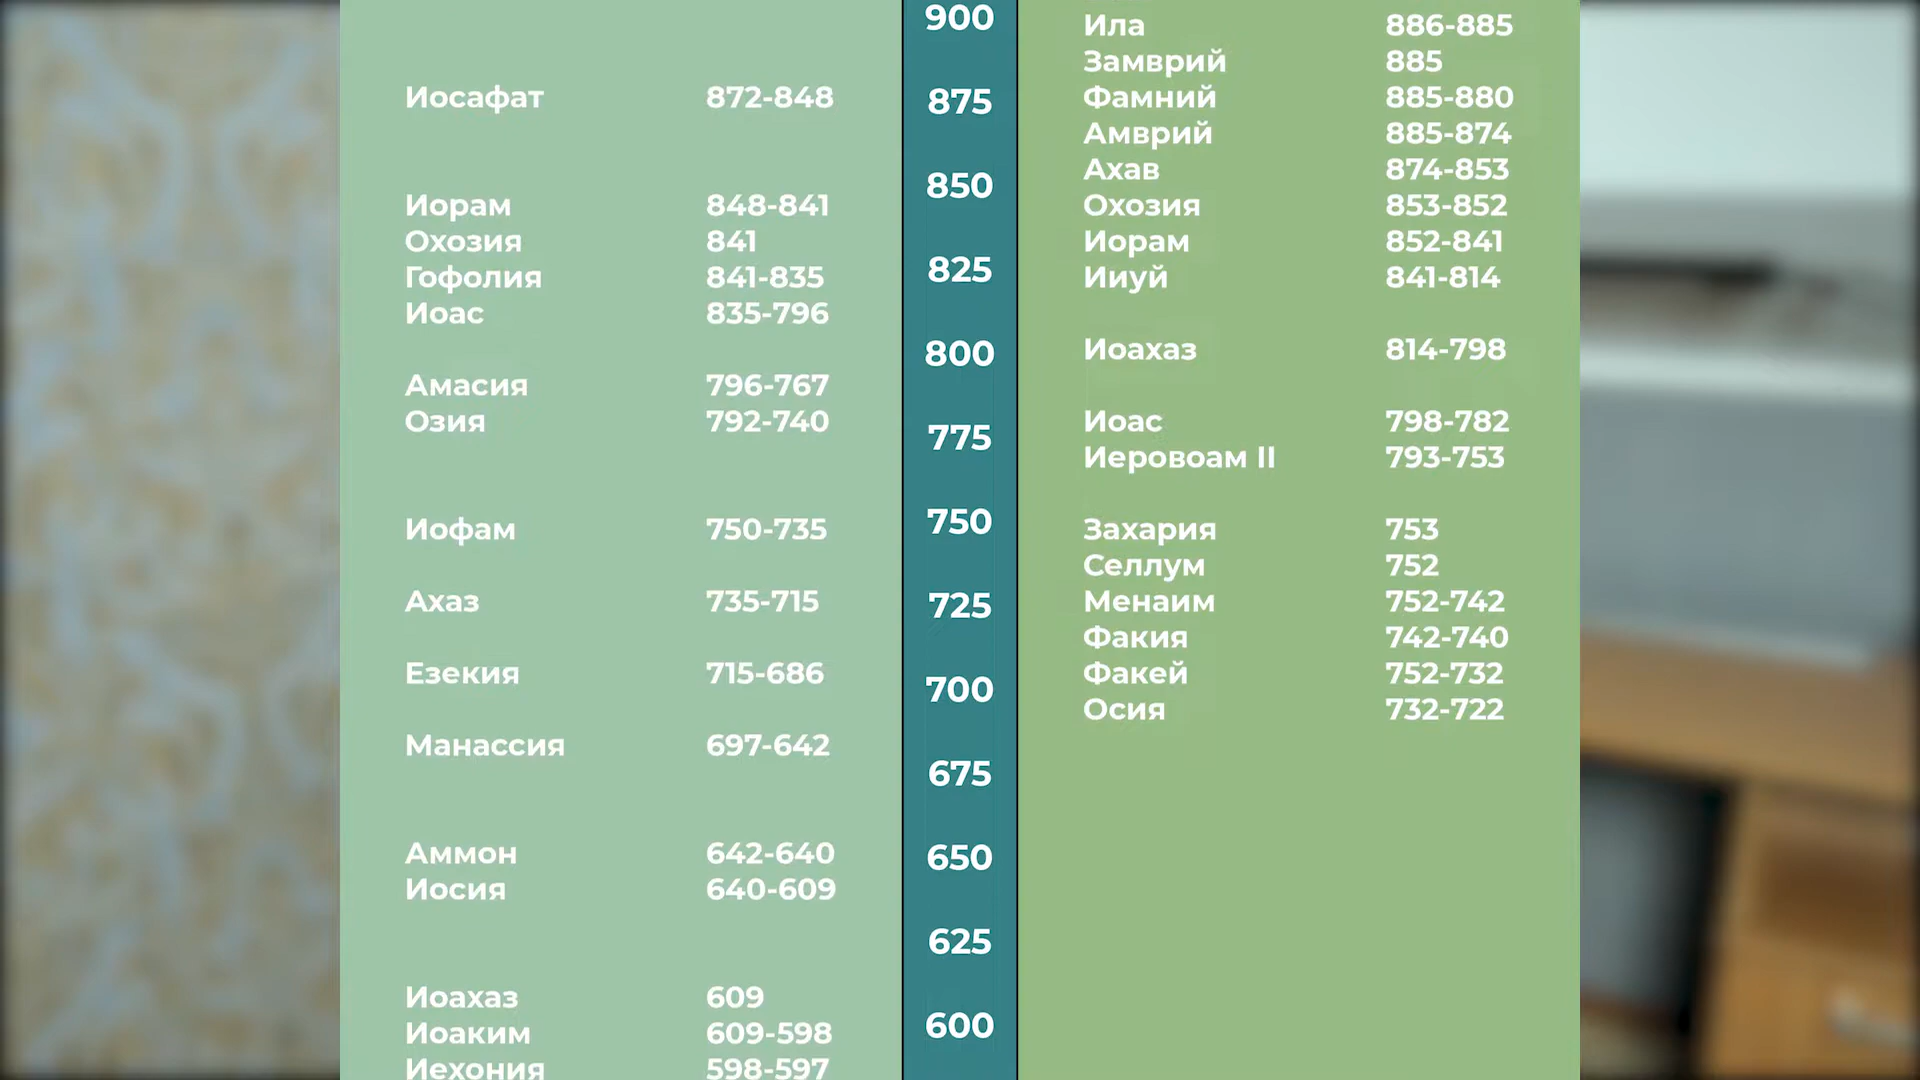 Иосафат 872-848
Иорам 848-841
Охозия 841
Гофолия 841-835
Иоас 835-796
Амасия 796-767
Озия 792-740
Иофам 750-735
Ахаз 735-715
Езекия 715-686
Манассия 697-642
Аммон 642-640
Иосия 640-609
Иоахаз 609
Иоаким 609-598
Иехония 598-597
900
875
850
825
800
775
750
725
700
675
650
625
600
Ила 886-885
Замврий 885
Фамний 885-880
Амврий 885-874
Ахав 874-853
Охозия 853-852
Иорам 852-841
Ииуй 841-814
Иоахаз 814-798
Иоас 798-782
Иеровоам II 793-753
Захария 753
Селлум 752
Менаим 752-742
Факия 742-740
Факей 752-732
Осия 732-722